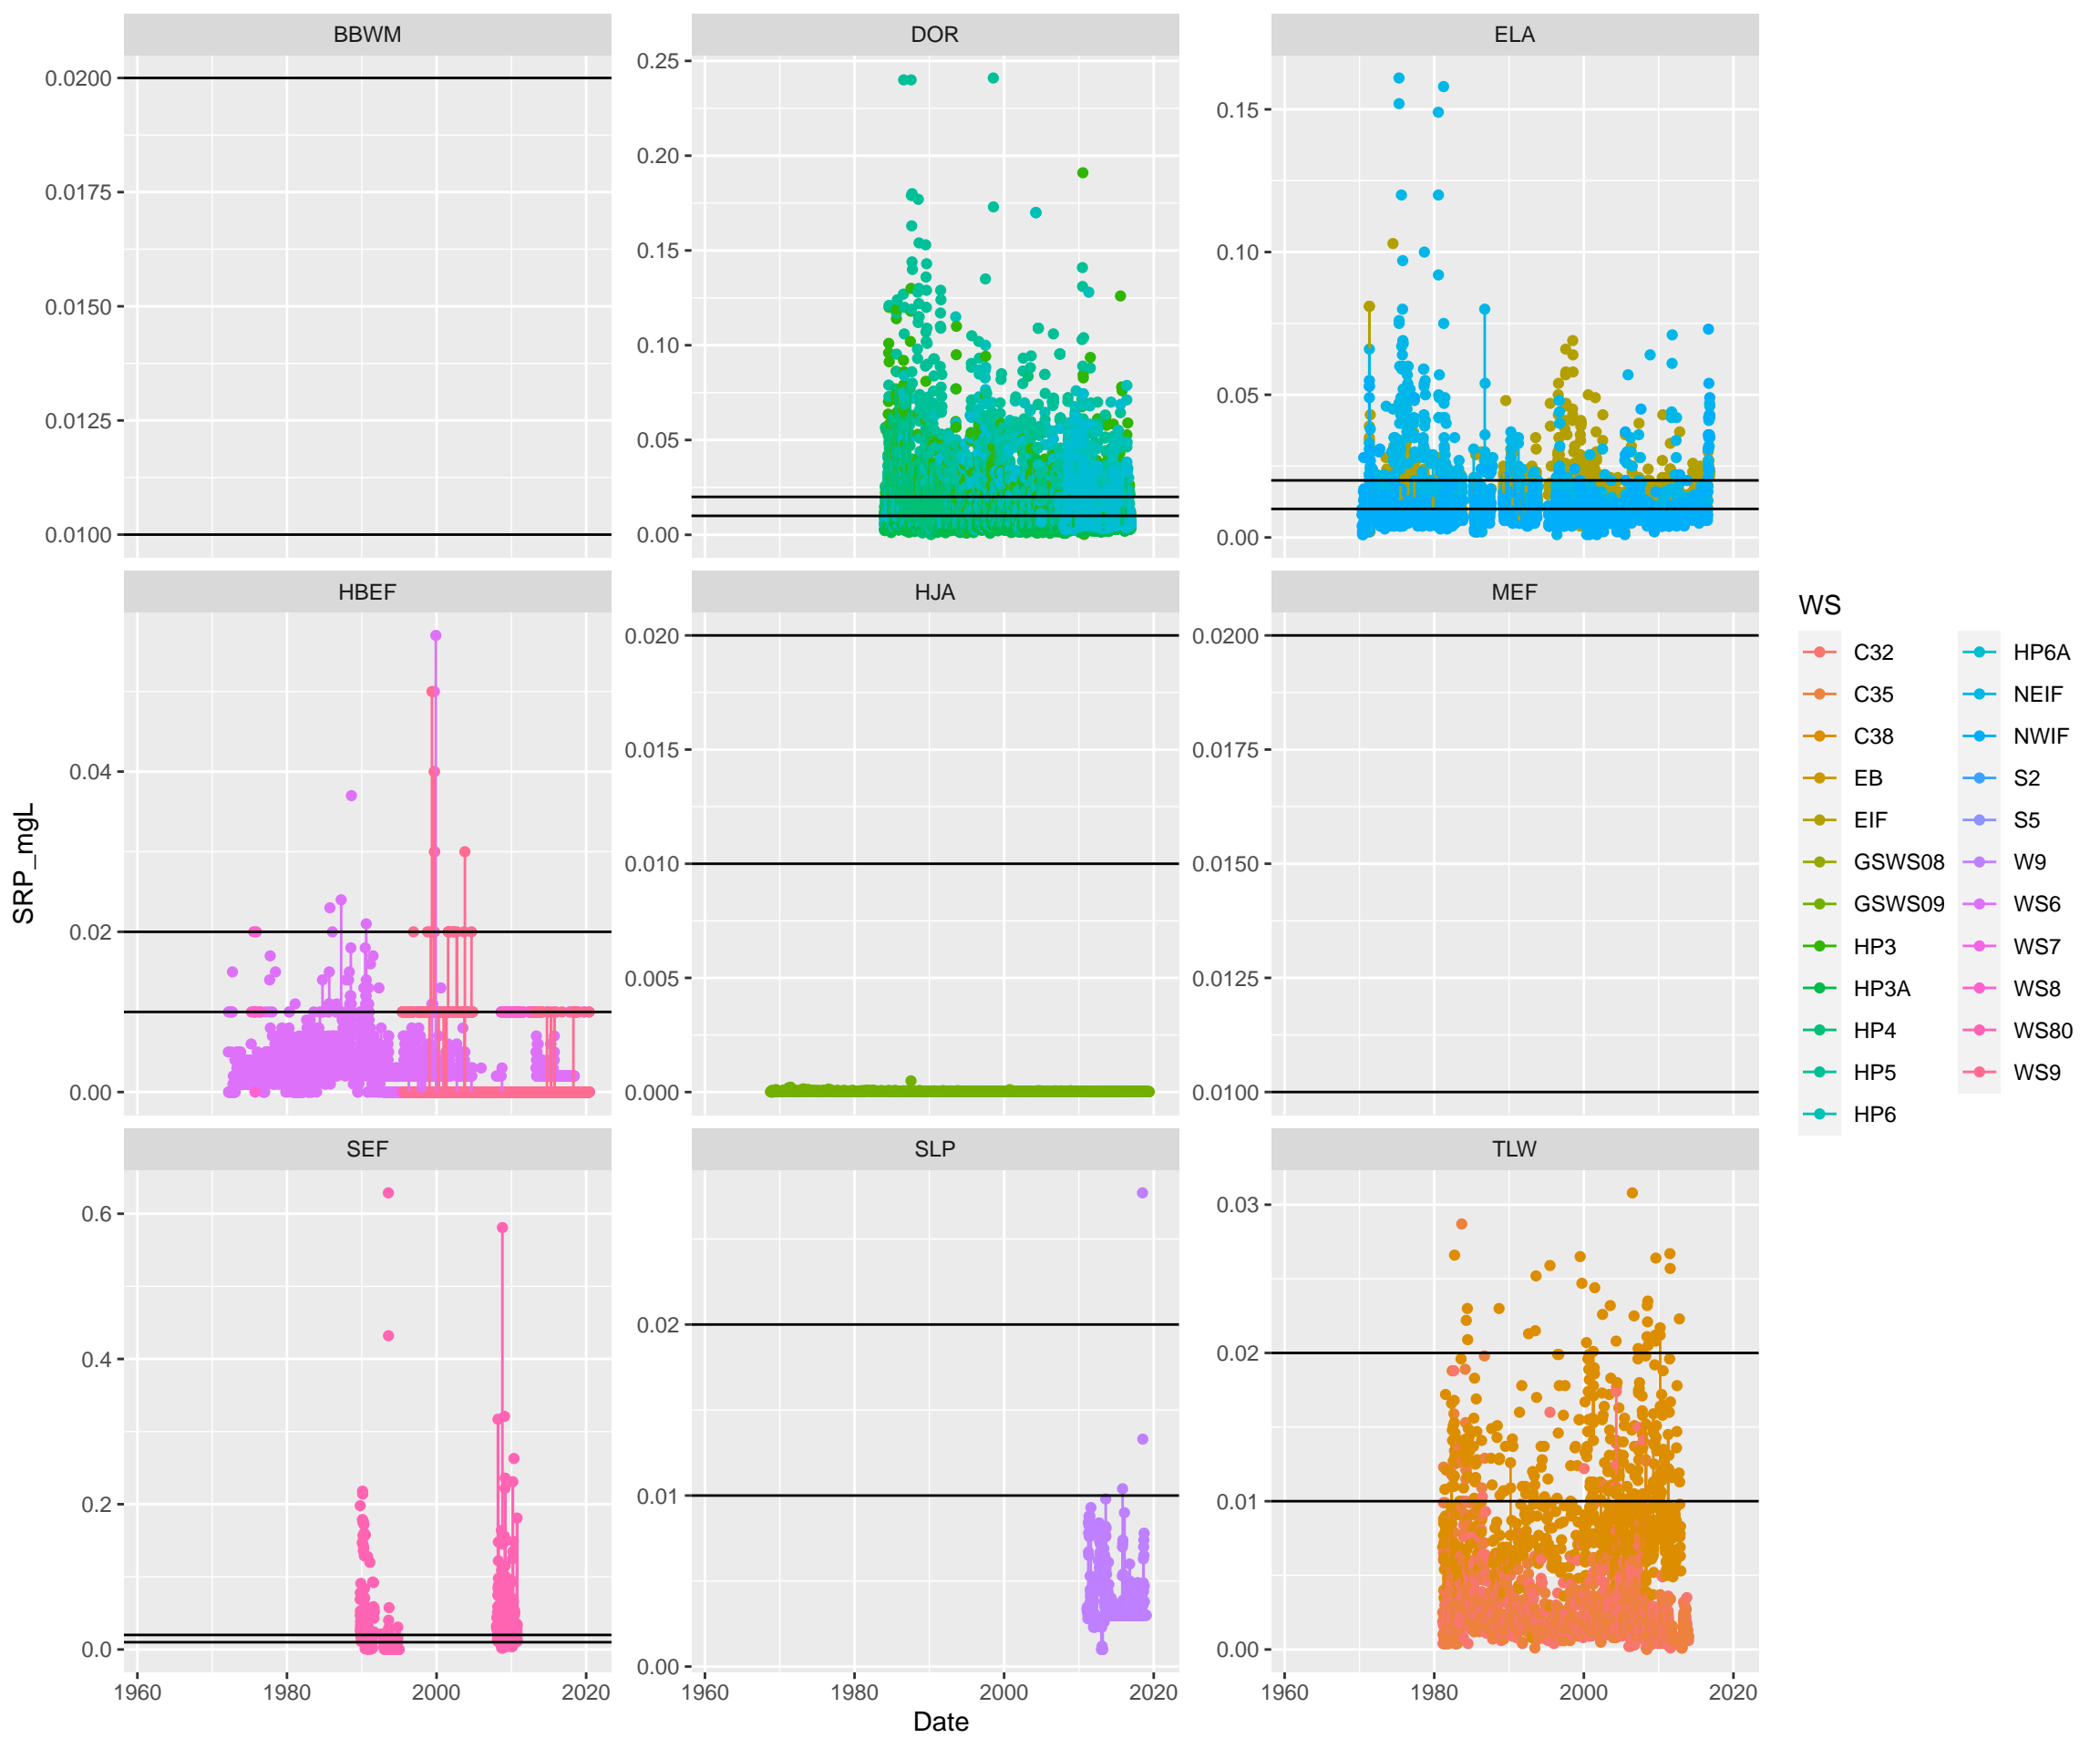 BBWM
DOR
ELA
0.0200
0.0175
0.0150
0.0125
0.0100
0.25
0.20
0.15
0.10
0.05
0.00
0.15
0.10
0.05
0.00
HBEF
HJA
MEF
0.04
0.02
0.00
0.020
0.015
0.010
0.005
0.000
0.0200
0.0175
0.0150
0.0125
0.0100
SEF
SLP
TLW
0.6
0.4
0.2
0.0
0.02
0.01
0.00
0.03
0.02
0.01
0.00
1960 1980 2000 2020
1960 1980 2000 2020
1960 1980 2000 2020
Date
SRP_mgL
WS
C32
C35
C38
EB
EIF
GSWS08
GSWS09
HP3
HP3A
HP4
HP5
HP6
HP6A
NEIF
NWIF
S2
S5
W9
WS6
WS7
WS8
WS80
WS9